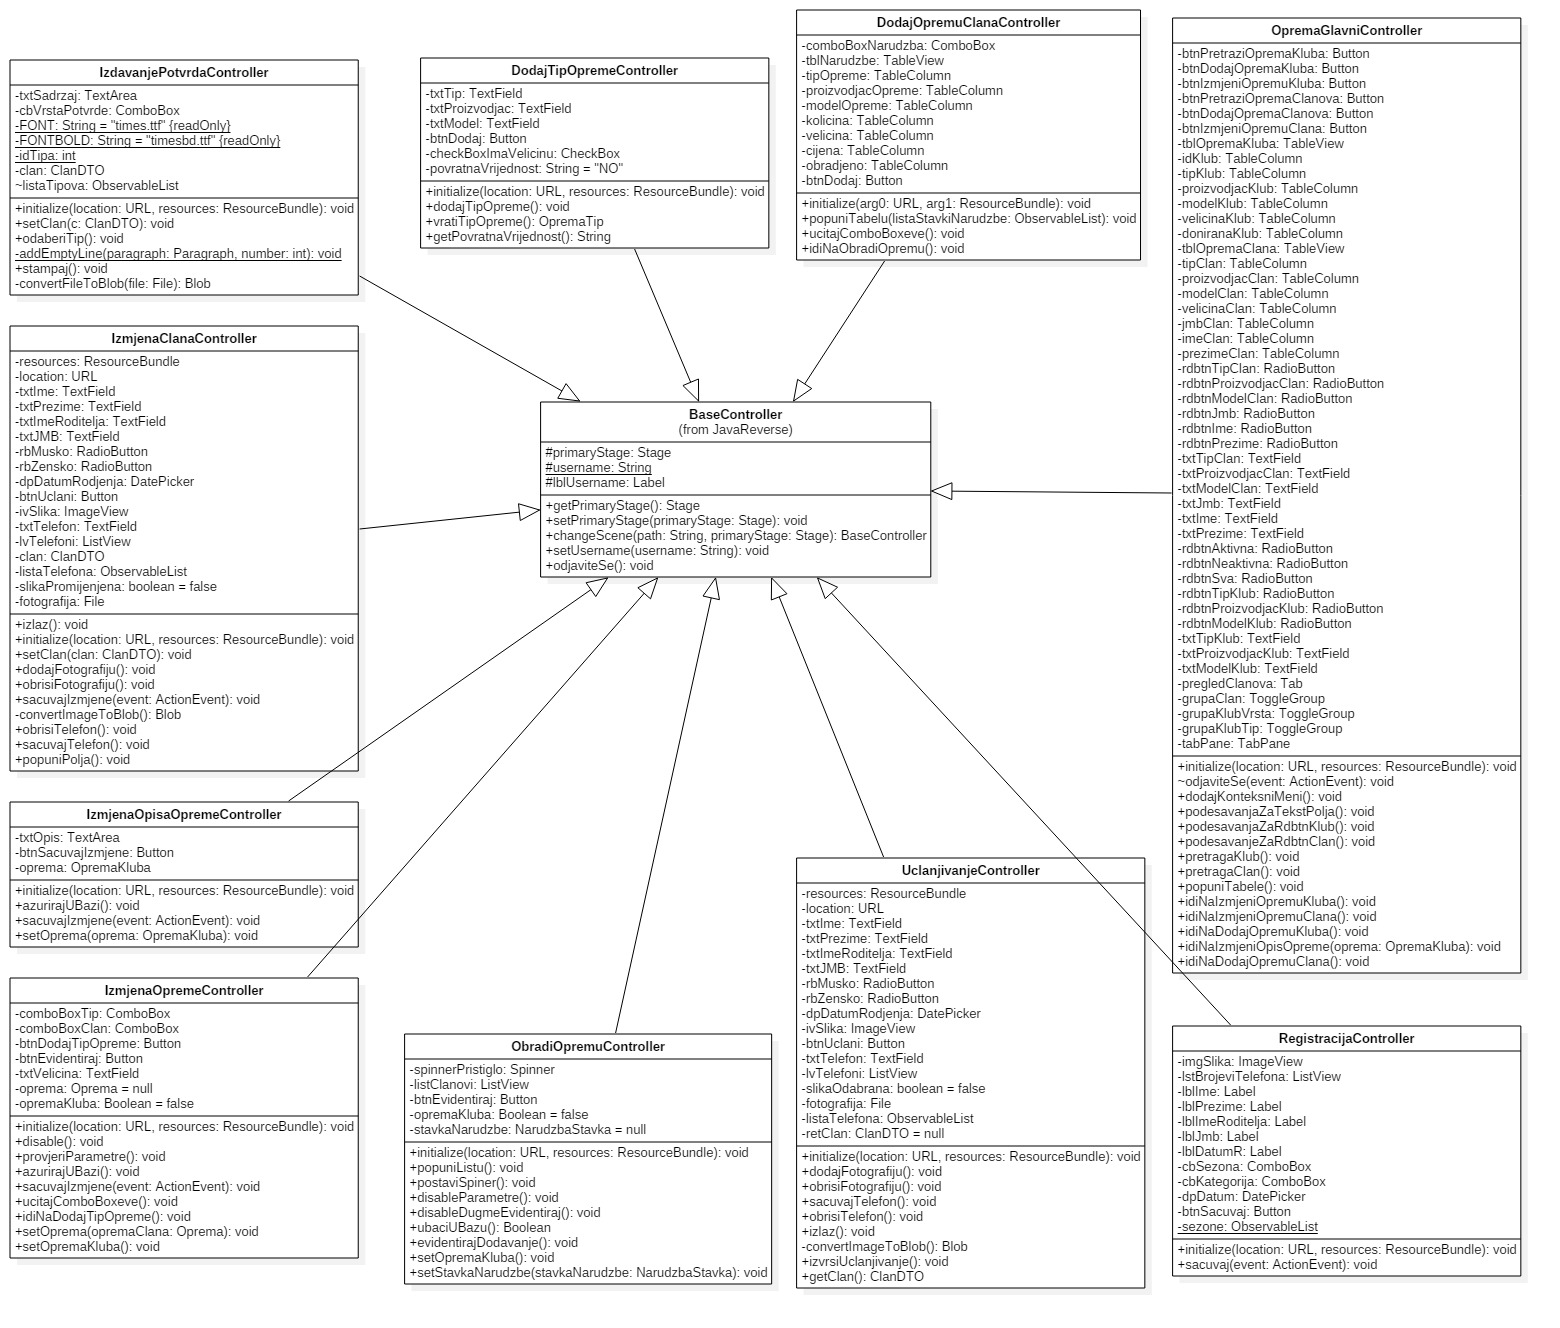 IzdavanjePotvrdaController
-txtSadrzaj: TextArea
-cbVrstaPotvrde: ComboBox
-FONT: String = "times.ttf" {readOnly}
-FONTBOLD: String = "timesbd.ttf" {readOnly}
-idTipa: int
-clan: ClanDTO
~listaTipova: ObservableList
+initialize(location: URL, resources: ResourceBundle): void
+setClan(c: ClanDTO): void
+odaberiTip(): void
-addEmptyLine(paragraph: Paragraph, number: int): void
+stampaj(): void
-convertFileToBlob(file: File): Blob
DodajTipOpremeController
-txtTip: TextField
-txtProizvodjac: TextField
-txtModel: TextField
-btnDodaj: Button
-checkBoxImaVelicinu: CheckBox
-povratnaVrijednost: String = "NO"
+initialize(location: URL, resources: ResourceBundle): void
+dodajTipOpreme(): void
+vratiTipOpreme(): OpremaTip
+getPovratnaVrijednost(): String
DodajOpremuClanaController
-comboBoxNarudzba: ComboBox
-tblNarudzbe: TableView
-tipOpreme: TableColumn
-proizvodjacOpreme: TableColumn
-modelOpreme: TableColumn
-kolicina: TableColumn
-velicina: TableColumn
-cijena: TableColumn
-obradjeno: TableColumn
-btnDodaj: Button
+initialize(arg0: URL, arg1: ResourceBundle): void
+popuniTabelu(listaStavkiNarudzbe: ObservableList): void
+ucitajComboBoxeve(): void
+idiNaObradiOpremu(): void
OpremaGlavniController
-btnPretraziOpremaKluba: Button
-btnDodajOpremaKluba: Button
-btnIzmjeniOpremuKluba: Button
-btnPretraziOpremaClanova: Button
-btnDodajOpremaClanova: Button
-btnIzmjeniOpremuClana: Button
-tblOpremaKluba: TableView
-idKlub: TableColumn
-tipKlub: TableColumn
-proizvodjacKlub: TableColumn
-modelKlub: TableColumn
-velicinaKlub: TableColumn
-doniranaKlub: TableColumn
-tblOpremaClana: TableView
-tipClan: TableColumn
-proizvodjacClan: TableColumn
-modelClan: TableColumn
-velicinaClan: TableColumn
-jmbClan: TableColumn
-imeClan: TableColumn
-prezimeClan: TableColumn
-rdbtnTipClan: RadioButton
-rdbtnProizvodjacClan: RadioButton
-rdbtnModelClan: RadioButton
-rdbtnJmb: RadioButton
-rdbtnIme: RadioButton
-rdbtnPrezime: RadioButton
-txtTipClan: TextField
-txtProizvodjacClan: TextField
-txtModelClan: TextField
-txtJmb: TextField
-txtIme: TextField
-txtPrezime: TextField
-rdbtnAktivna: RadioButton
-rdbtnNeaktivna: RadioButton
-rdbtnSva: RadioButton
-rdbtnTipKlub: RadioButton
-rdbtnProizvodjacKlub: RadioButton
-rdbtnModelKlub: RadioButton
-txtTipKlub: TextField
-txtProizvodjacKlub: TextField
-txtModelKlub: TextField
-pregledClanova: Tab
-grupaClan: ToggleGroup
-grupaKlubVrsta: ToggleGroup
-grupaKlubTip: ToggleGroup
-tabPane: TabPane
+initialize(location: URL, resources: ResourceBundle): void
~odjaviteSe(event: ActionEvent): void
+dodajKonteksniMeni(): void
+podesavanjaZaTekstPolja(): void
+podesavanjaZaRdbtnKlub(): void
+podesavanjeZaRdbtnClan(): void
+pretragaKlub(): void
+pretragaClan(): void
+popuniTabele(): void
+idiNaIzmjeniOpremuKluba(): void
+idiNaIzmjeniOpremuClana(): void
+idiNaDodajOpremuKluba(): void
+idiNaIzmjeniOpisOpreme(oprema: OpremaKluba): void
+idiNaDodajOpremuClana(): void
IzmjenaClanaController
-resources: ResourceBundle
-location: URL
-txtIme: TextField
-txtPrezime: TextField
-txtImeRoditelja: TextField
-txtJMB: TextField
-rbMusko: RadioButton
-rbZensko: RadioButton
-dpDatumRodjenja: DatePicker
-btnUclani: Button
-ivSlika: ImageView
-txtTelefon: TextField
-lvTelefoni: ListView
-clan: ClanDTO
-listaTelefona: ObservableList
-slikaPromijenjena: boolean = false
-fotografija: File
+izlaz(): void
+initialize(location: URL, resources: ResourceBundle): void
+setClan(clan: ClanDTO): void
+dodajFotografiju(): void
+obrisiFotografiju(): void
+sacuvajIzmjene(event: ActionEvent): void
-convertImageToBlob(): Blob
+obrisiTelefon(): void
+sacuvajTelefon(): void
+popuniPolja(): void
BaseController
(from JavaReverse)
#primaryStage: Stage
#username: String
#lblUsername: Label
+getPrimaryStage(): Stage
+setPrimaryStage(primaryStage: Stage): void
+changeScene(path: String, primaryStage: Stage): BaseController
+setUsername(username: String): void
+odjaviteSe(): void
IzmjenaOpisaOpremeController
-txtOpis: TextArea
-btnSacuvajIzmjene: Button
-oprema: OpremaKluba
+initialize(location: URL, resources: ResourceBundle): void
+azurirajUBazi(): void
+sacuvajIzmjene(event: ActionEvent): void
+setOprema(oprema: OpremaKluba): void
IzmjenaOpremeController
-comboBoxTip: ComboBox
-comboBoxClan: ComboBox
-btnDodajTipOpreme: Button
-btnEvidentiraj: Button
-txtVelicina: TextField
-oprema: Oprema = null
-opremaKluba: Boolean = false
+initialize(location: URL, resources: ResourceBundle): void
+disable(): void
+provjeriParametre(): void
+azurirajUBazi(): void
+sacuvajIzmjene(event: ActionEvent): void
+ucitajComboBoxeve(): void
+idiNaDodajTipOpreme(): void
+setOprema(opremaClana: Oprema): void
+setOpremaKluba(): void
ObradiOpremuController
-spinnerPristiglo: Spinner
-listClanovi: ListView
-btnEvidentiraj: Button
-opremaKluba: Boolean = false
-stavkaNarudzbe: NarudzbaStavka = null
+initialize(location: URL, resources: ResourceBundle): void
+popuniListu(): void
+postaviSpiner(): void
+disableParametre(): void
+disableDugmeEvidentiraj(): void
+ubaciUBazu(): Boolean
+evidentirajDodavanje(): void
+setOpremaKluba(): void
+setStavkaNarudzbe(stavkaNarudzbe: NarudzbaStavka): void
UclanjivanjeController
-resources: ResourceBundle
-location: URL
-txtIme: TextField
-txtPrezime: TextField
-txtImeRoditelja: TextField
-txtJMB: TextField
-rbMusko: RadioButton
-rbZensko: RadioButton
-dpDatumRodjenja: DatePicker
-ivSlika: ImageView
-btnUclani: Button
-txtTelefon: TextField
-lvTelefoni: ListView
-slikaOdabrana: boolean = false
-fotografija: File
-listaTelefona: ObservableList
-retClan: ClanDTO = null
+initialize(location: URL, resources: ResourceBundle): void
+dodajFotografiju(): void
+obrisiFotografiju(): void
+sacuvajTelefon(): void
+obrisiTelefon(): void
+izlaz(): void
-convertImageToBlob(): Blob
+izvrsiUclanjivanje(): void
+getClan(): ClanDTO
RegistracijaController
-imgSlika: ImageView
-lstBrojeviTelefona: ListView
-lblIme: Label
-lblPrezime: Label
-lblImeRoditelja: Label
-lblJmb: Label
-lblDatumR: Label
-cbSezona: ComboBox
-cbKategorija: ComboBox
-dpDatum: DatePicker
-btnSacuvaj: Button
-sezone: ObservableList
+initialize(location: URL, resources: ResourceBundle): void
+sacuvaj(event: ActionEvent): void